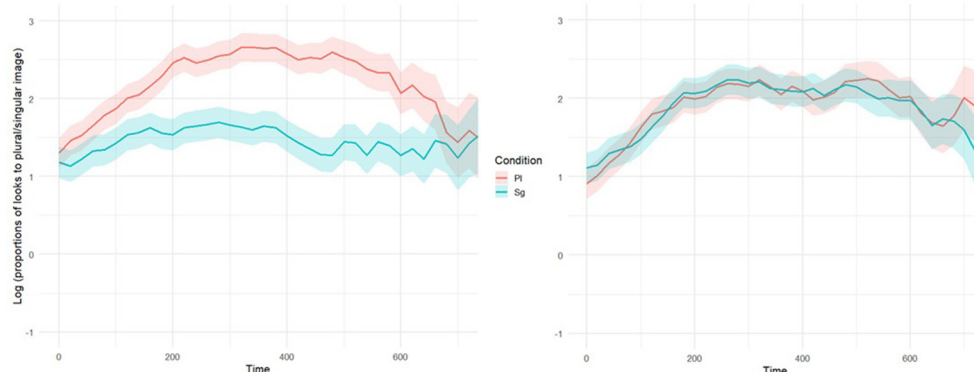 Log (proportions of looks to plural/singular image)
3
2
1
0
-1
0 200 400 600
Time
Condition
Pl
Sg
3
2
1
0
-1
0 200 400 600
Time